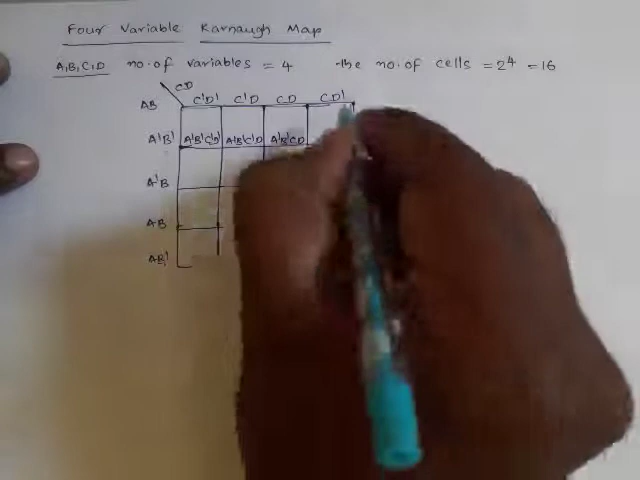 Four Variable Karnaugh Map
A,B,C,D no. of variables = 4 the no. of cells = 2⁴ = 16
CD
AB C'D' C'D CD CD'
A'B' A'B'C'D' A'B'C'D A'B'CD
A'B
AB
AB'